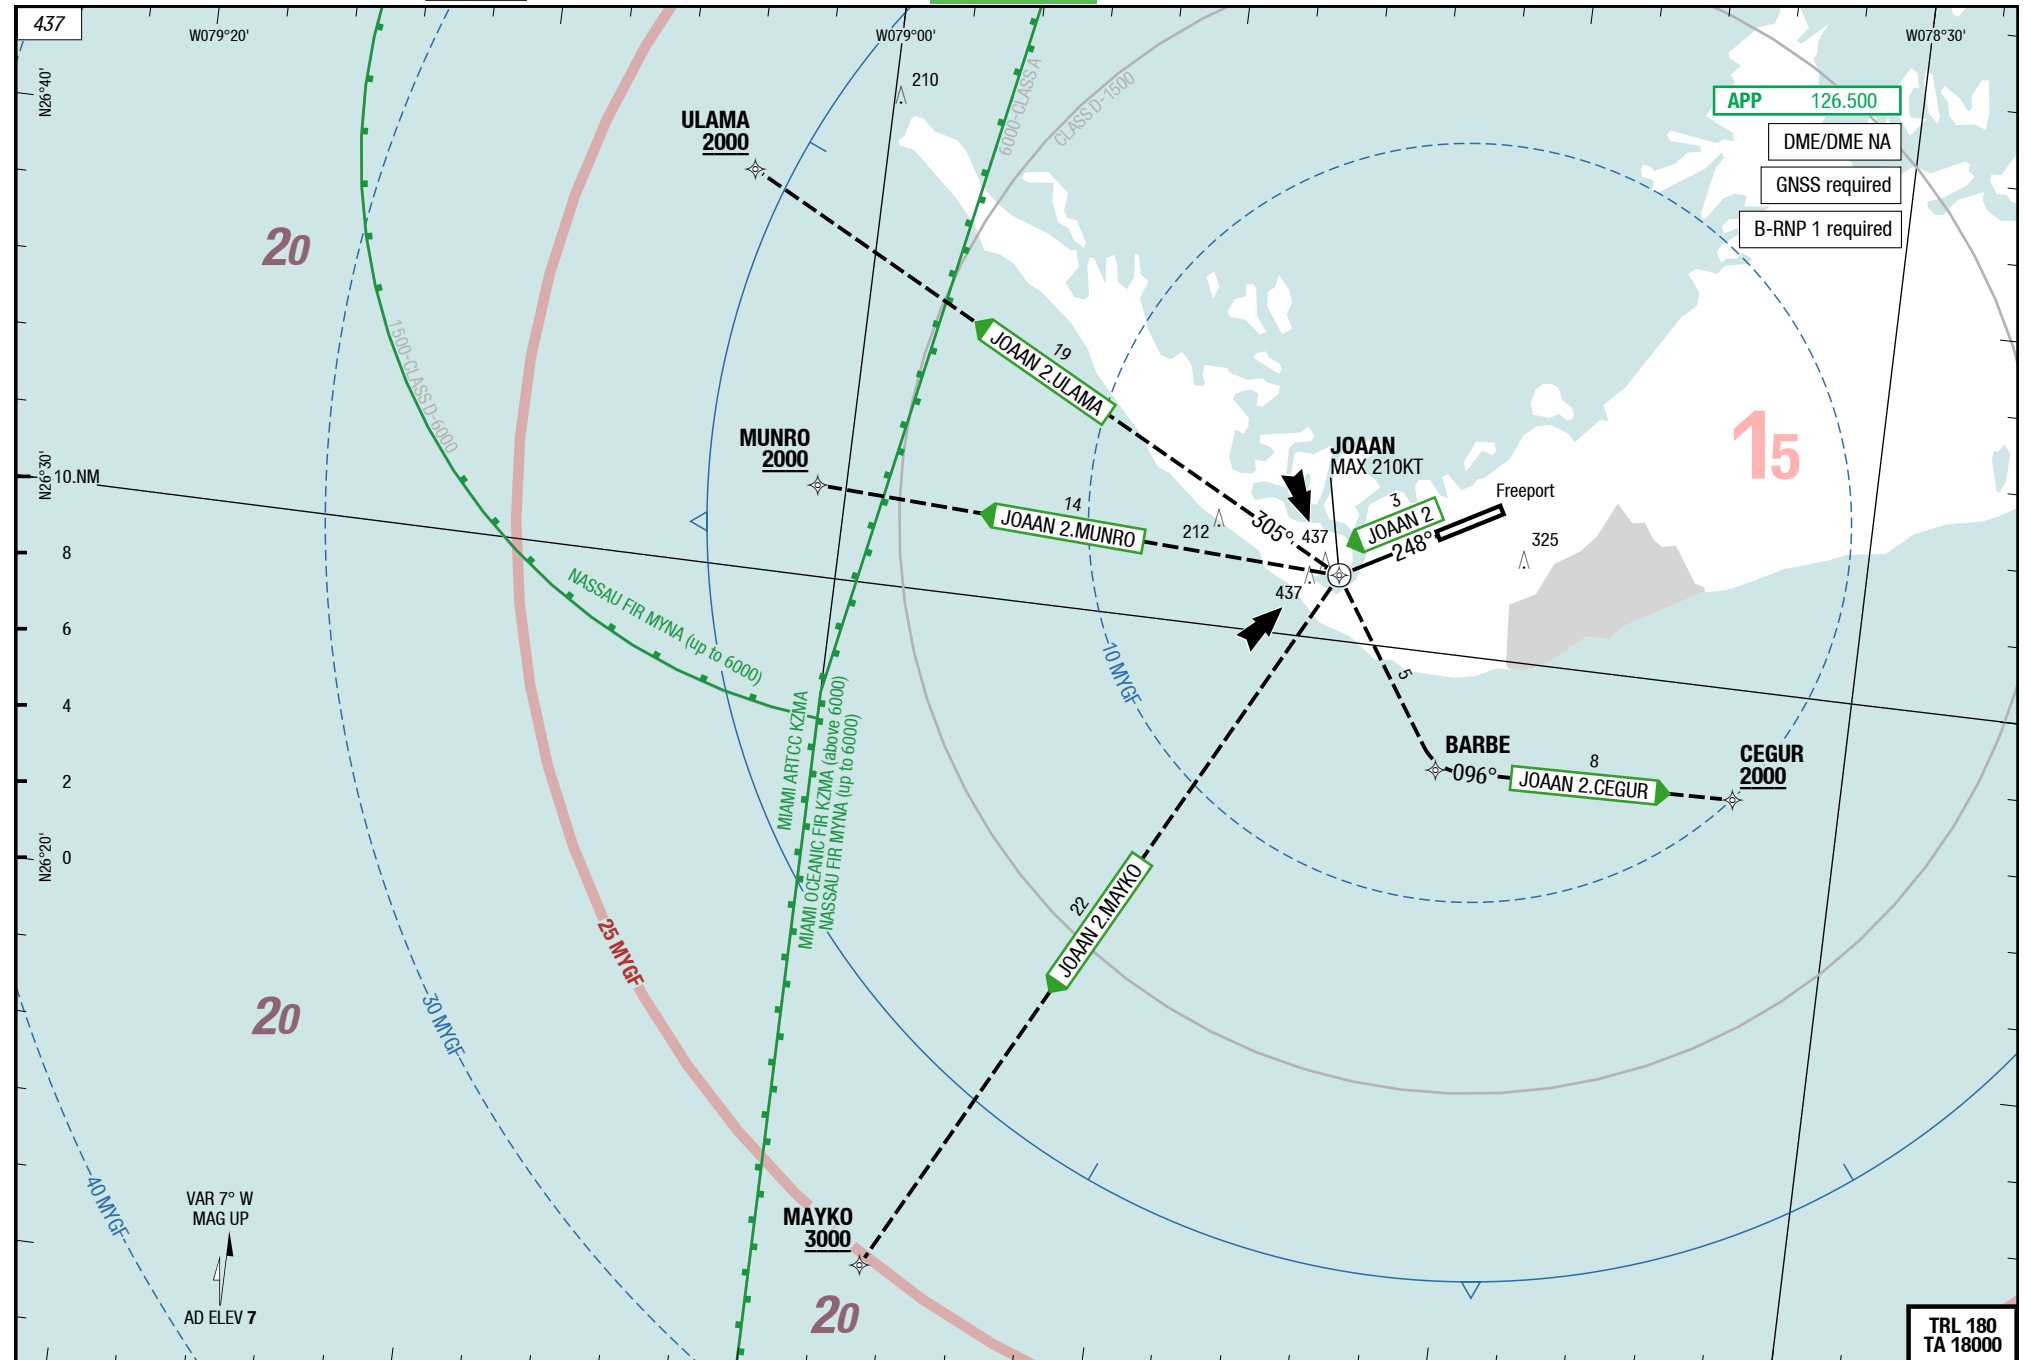 437
W079°20'
W079°00'
W078°30'
N26°40'
210
6000-CLASS A
CLASS D-1500
ULAMA
2000
APP 126.500
DME/DME NA
GNSS required
B-RNP 1 required
20
1500-CLASS D-6000
19
JOAAN 2.ULAMA
15
MUNRO
2000
JOAAN
MAX 210KT
N26°30'
10 NM
14
JOAAN 2.MUNRO
212
305°
437
3
JOAAN 2
248°
Freeport
325
437
8
6
4
2
0
NASSAU FIR MYNA (up to 6000)
10 MYGF
5
MIAMI ARTCC KZMA
MIAMI OCEANIC FIR KZMA (above 6000)
NASSAU FIR MYNA (up to 6000)
BARBE
096°
8
JOAAN 2.CEGUR
CEGUR
2000
N26°20'
22
JOAAN 2.MAYKO
25 MYGF
20
30 MYGF
40 MYGF
VAR 7° W
MAG UP
AD ELEV 7
MAYKO
3000
20
TRL 180
TA 18000